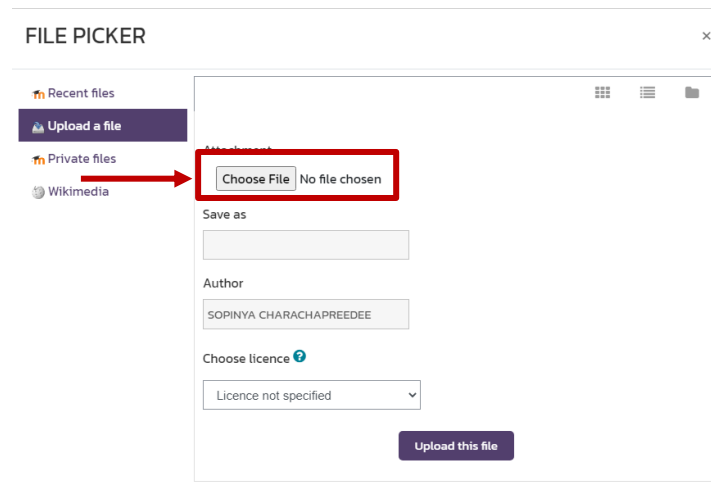 FILE PICKER
×
Recent files
Upload a file
Private files
Wikimedia
Attachment
Choose File No file chosen
Save as
Author
SOPINYA CHARACHAPREEDEE
Choose licence ?
Licence not specified
Upload this file